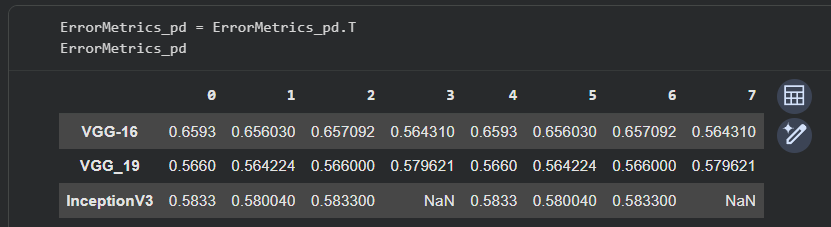 ErrorMetrics_pd = ErrorMetrics_pd.T
ErrorMetrics_pd
0 1 2 3 4 5 6 7
VGG-16 0.6593 0.656030 0.657092 0.564310 0.6593 0.656030 0.657092 0.564310
VGG_19 0.5660 0.564224 0.566000 0.579621 0.5660 0.564224 0.566000 0.579621
InceptionV3 0.5833 0.580040 0.583300 NaN 0.5833 0.580040 0.583300 NaN